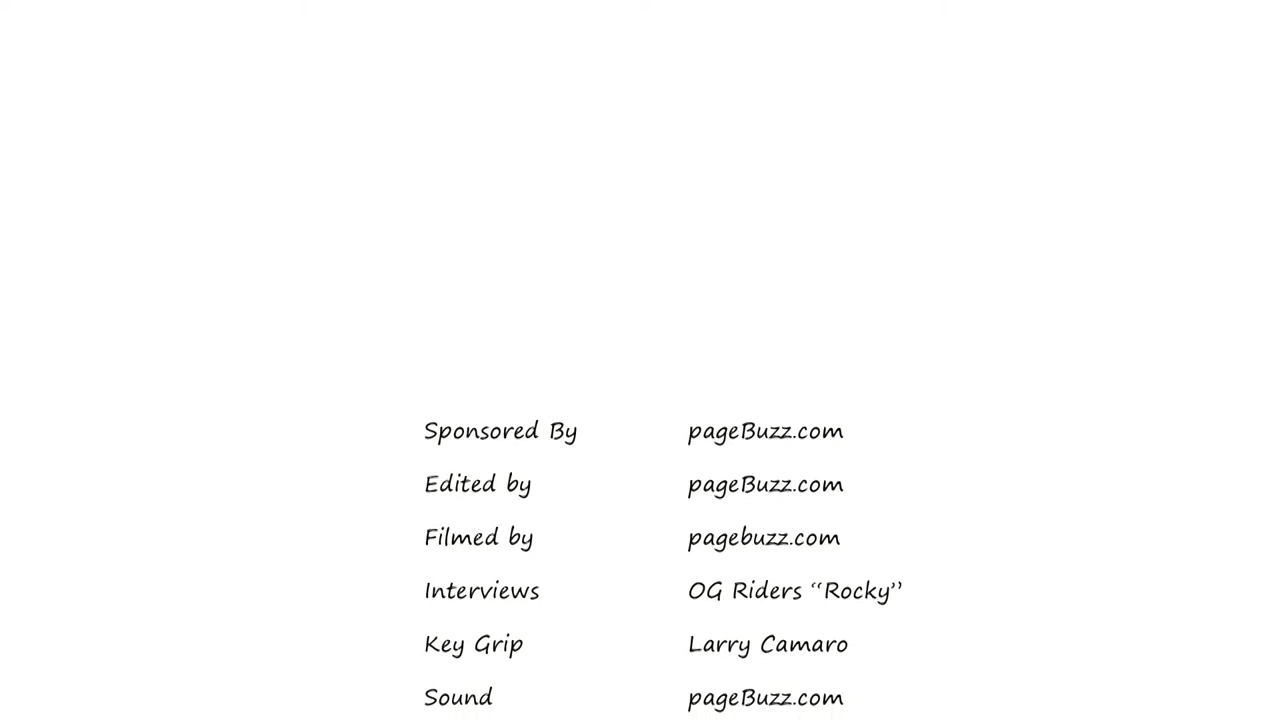 Sponsored By pageBuzz.com
Edited by pageBuzz.com
Filmed by pagebuzz.com
Interviews OG Riders “Rocky”
Key Grip Larry Camaro
Sound pageBuzz.com